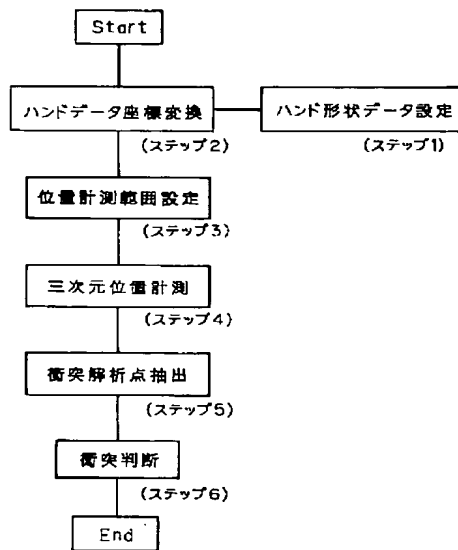 Start
ハンドデータ座標変換
ハンド形状データ設定
(ステップ2)
(ステップ1)
位置計測範囲設定
(ステップ3)
三次元位置計測
(ステップ4)
衝突解析点抽出
(ステップ5)
衝突判断
(ステップ6)
End